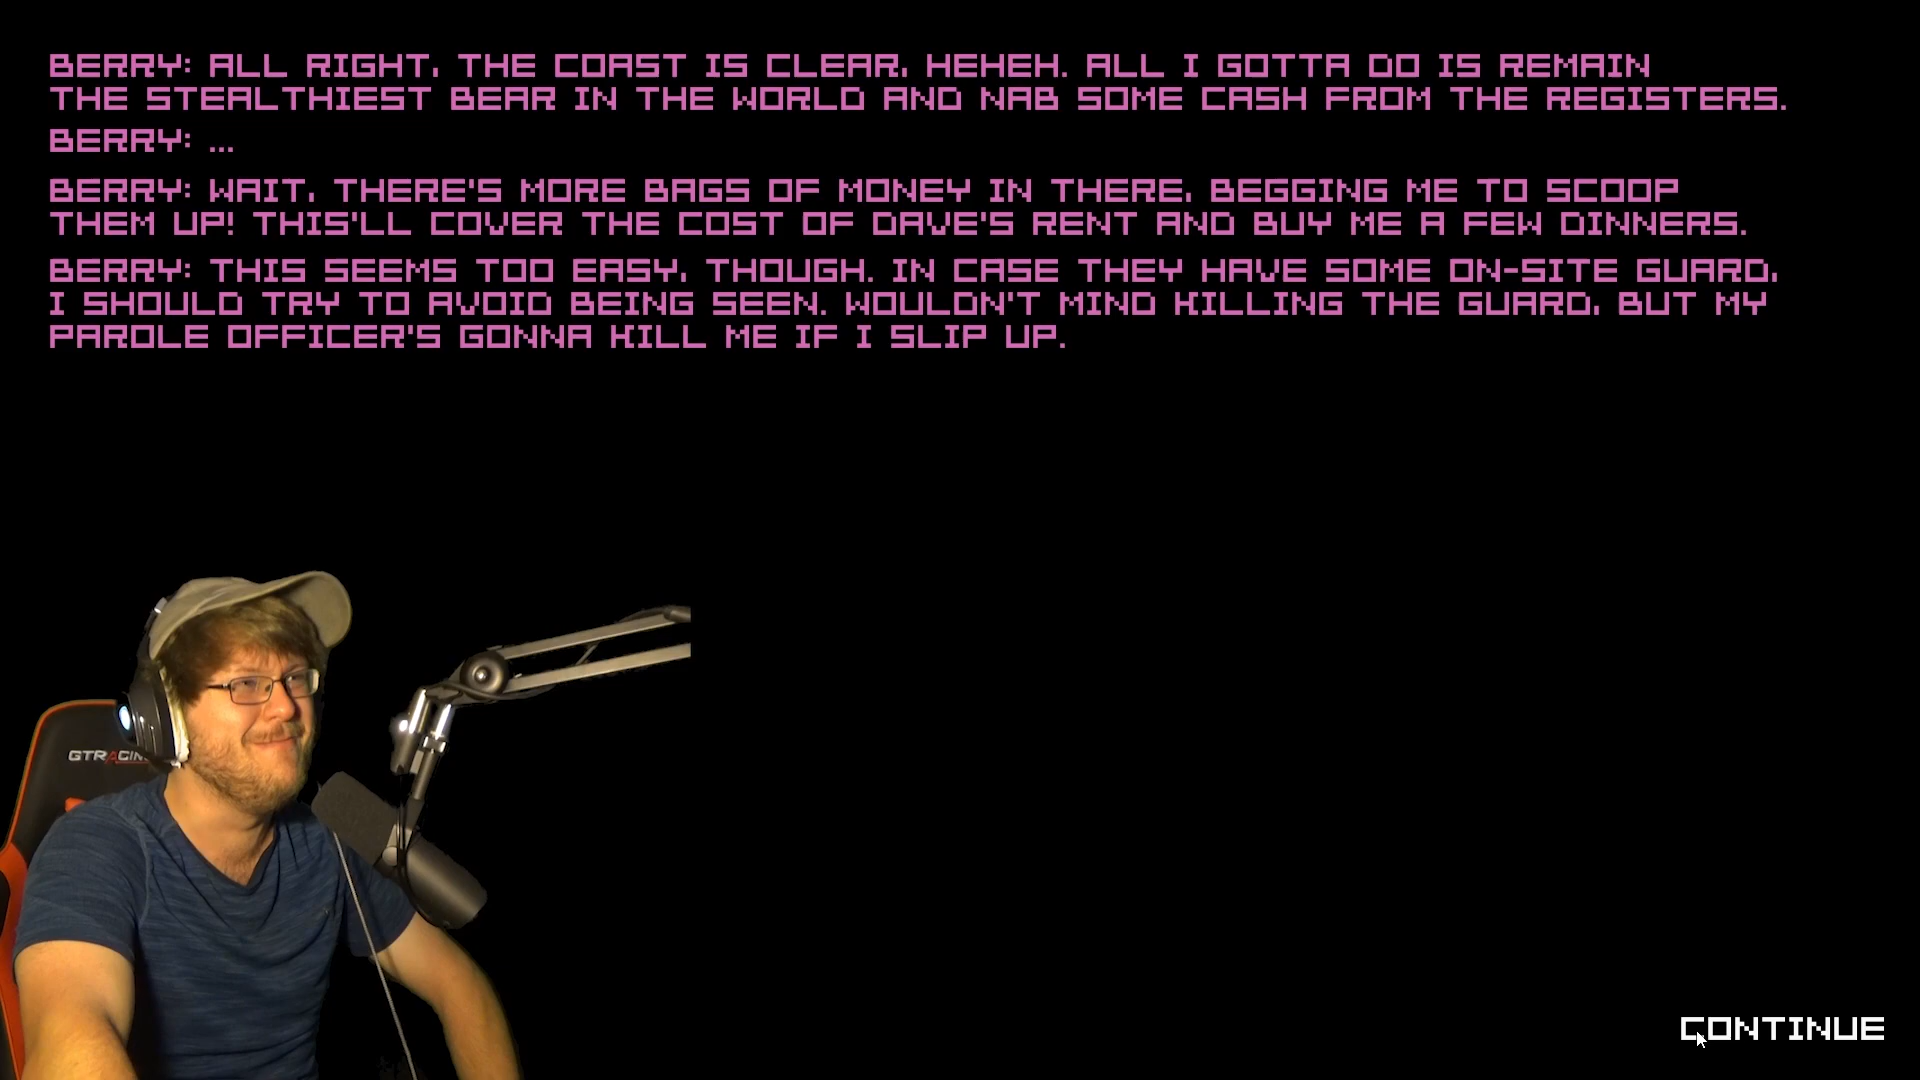 BERRY: ALL RIGHT, THE COAST IS CLEAR, HEHEH. ALL I GOTTA DO IS REMAIN
THE STEALTHIEST BEAR IN THE WORLD AND NAB SOME CASH FROM THE REGISTERS.
BERRY: ...
BERRY: WAIT, THERE'S MORE BAGS OF MONEY IN THERE, BEGGING ME TO SCOOP
THEM UP! THIS'LL COVER THE COST OF DAVE'S RENT AND BUY ME A FEW DINNERS.
BERRY: THIS SEEMS TOO EASY, THOUGH. IN CASE THEY HAVE SOME ON-SITE GUARD,
I SHOULD TRY TO AVOID BEING SEEN. WOULDN'T MIND KILLING THE GUARD, BUT MY
PAROLE OFFICER'S GONNA KILL ME IF I SLIP UP.
GTRACIN
CONTINUE